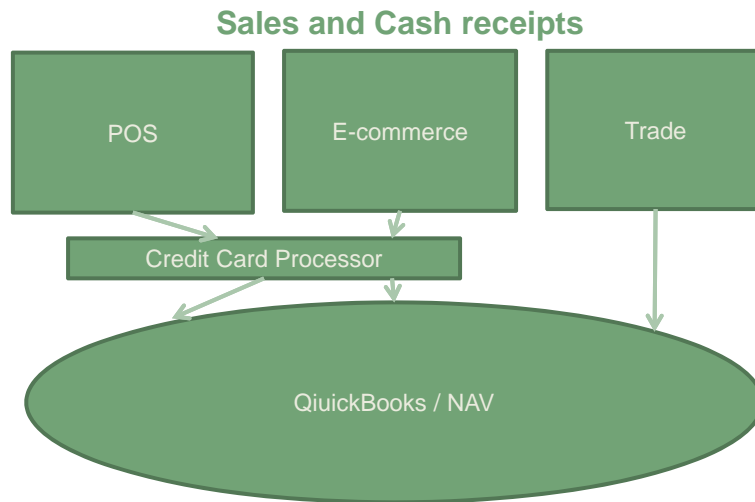 Sales and Cash receipts
POS
E-commerce
Trade
Credit Card Processor
QiuickBooks / NAV